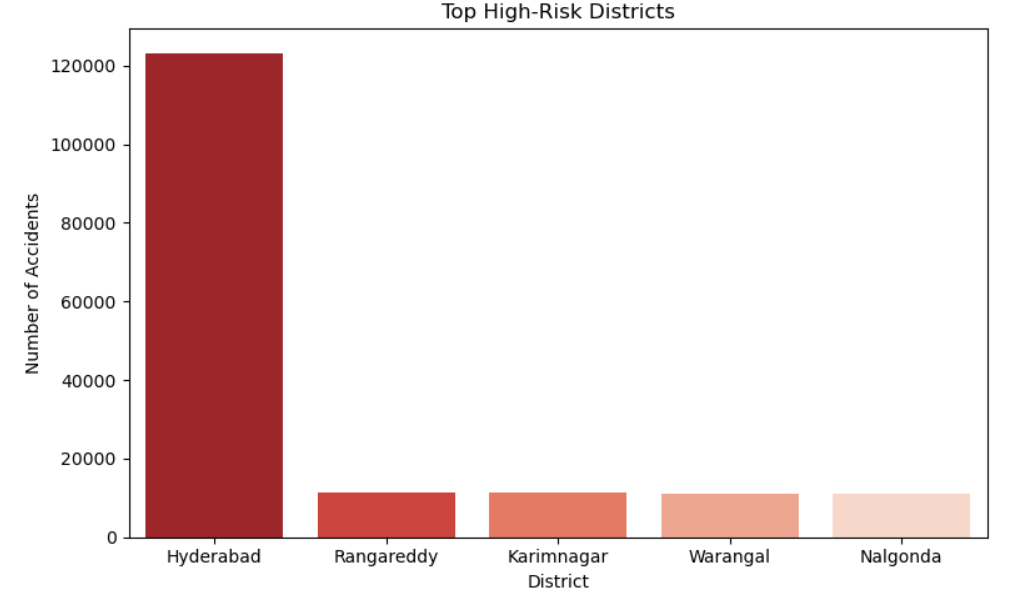 Top High-Risk Districts
Number of Accidents
120000
100000
80000
60000
40000
20000
0
Hyderabad Rangareddy Karimnagar Warangal Nalgonda
District